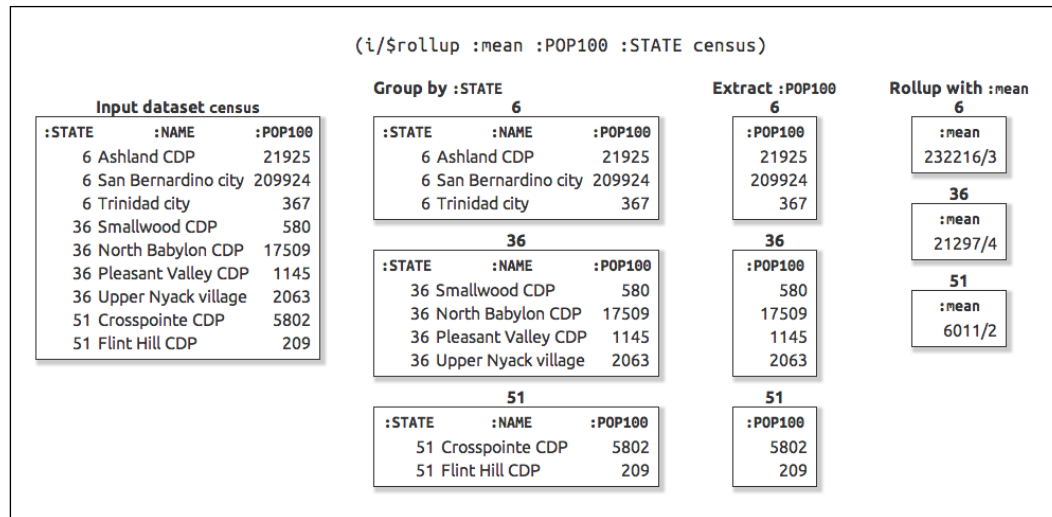 (i/$rollup :mean :POP100 :STATE census)
Input dataset census
:STATE :NAME :POP100
6 Ashland CDP 21925
6 San Bernardino city 209924
6 Trinidad city 367
36 Smallwood CDP 580
36 North Babylon CDP 17509
36 Pleasant Valley CDP 1145
36 Upper Nyack village 2063
51 Crosspointe CDP 5802
51 Flint Hill CDP 209
Group by :STATE
6
:STATE :NAME :POP100
6 Ashland CDP 21925
6 San Bernardino city 209924
6 Trinidad city 367
36
:STATE :NAME :POP100
36 Smallwood CDP 580
36 North Babylon CDP 17509
36 Pleasant Valley CDP 1145
36 Upper Nyack village 2063
51
:STATE :NAME :POP100
51 Crosspointe CDP 5802
51 Flint Hill CDP 209
Extract :POP100
6
:POP100
21925
209924
367
36
:POP100
580
17509
1145
2063
51
:POP100
5802
209
Rollup with :mean
6
:mean
232216/3
36
:mean
21297/4
51
:mean
6011/2